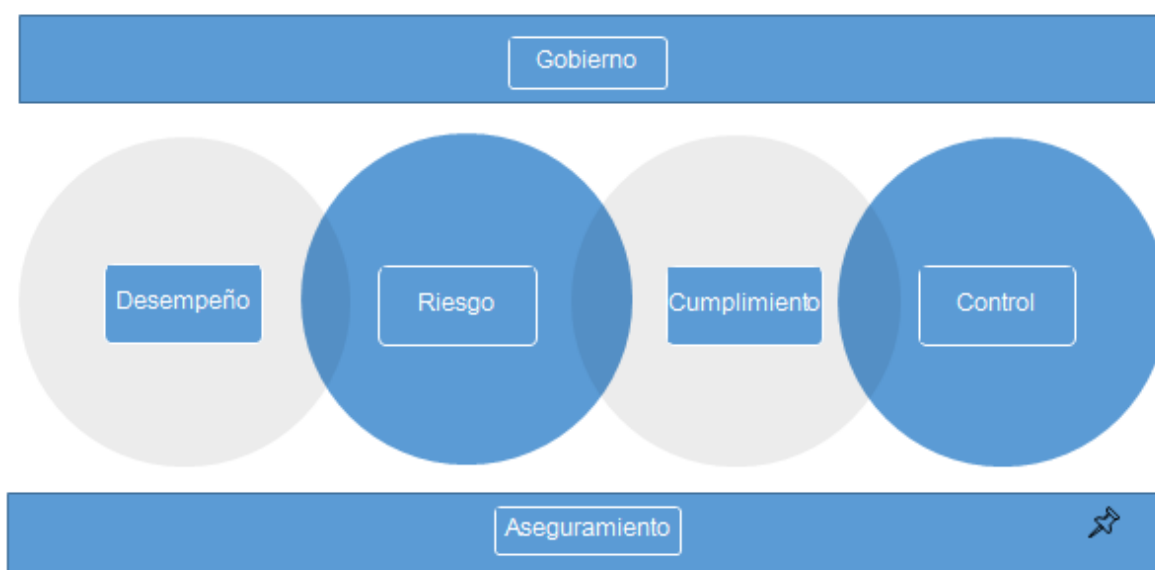 Gobierno
Desempeño
Riesgo
Cumplimiento
Control
Aseguramiento